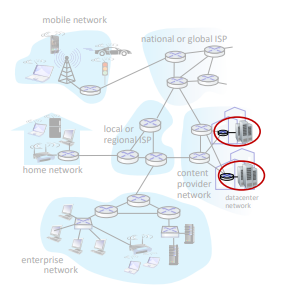 mobile network
national or global ISP
local or
regional ISP
home network
content
provider
network
datacenter
network
enterprise
network